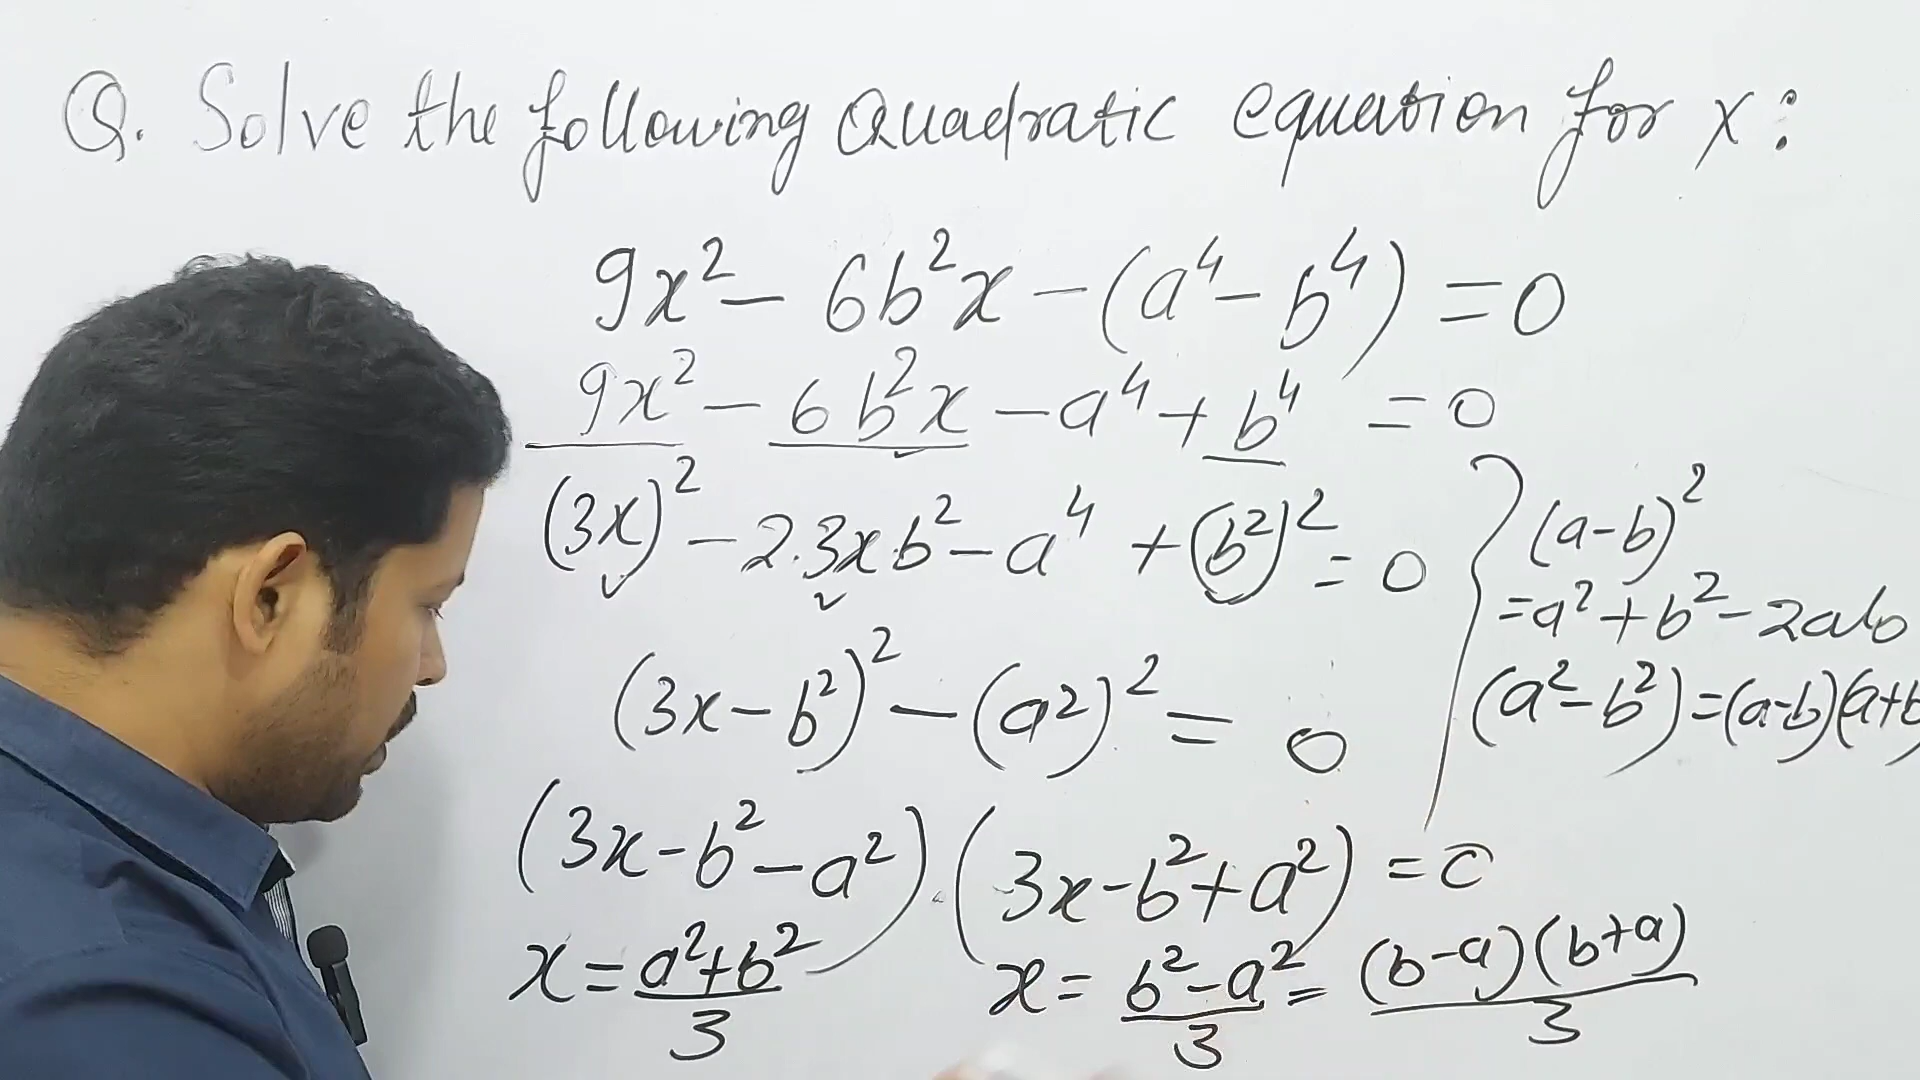 Q. Solve the following Quadratic equation for x:
9x² - 6b²x - (a⁴ - b⁴) = 0
9x² - 6b²x - a⁴ + b⁴ = 0
(3x)² - 2.3x.b² - a⁴ + (b²)² = 0
(3x - b²)² - (a²)² = 0
(3x - b² - a²).(3x - b² + a²) = 0
x = a² + b² / 3
x = b² - a² / 3 = (b - a)(b + a) / 3
(a - b)²
= a² + b² - 2ab
(a² - b²) = (a - b)(a + b)